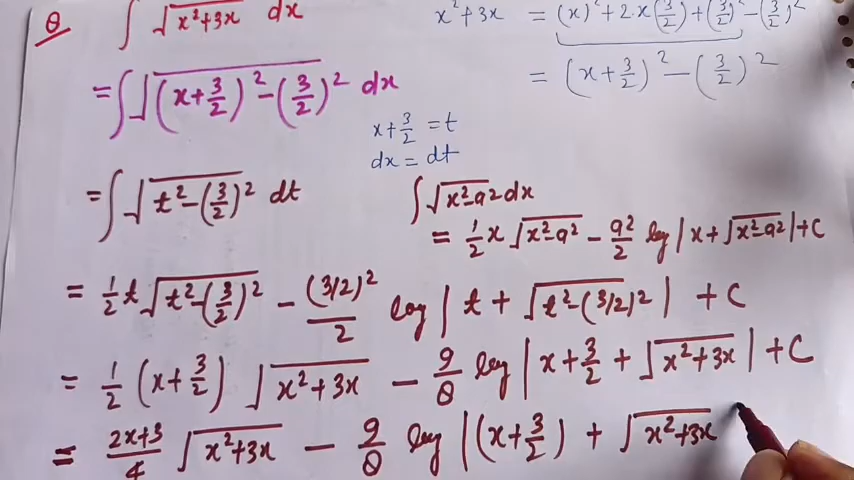 Q ∫ √x²+3x dx
x²+3x = (x)²+2·x(3/2)+(3/2)²-(3/2)²
= (x+3/2)²-(3/2)²
= ∫ √(x+3/2)²-(3/2)² dx
x+3/2 = t
dx = dt
= ∫ √t²-(3/2)² dt
∫ √x²-a² dx
= 1/2 x √x²-a² - a²/2 log|x+√x²-a²|+C
= 1/2 t √t²-(3/2)² - (3/2)²/2 log|t+√t²-(3/2)²| + C
= 1/2 (x+3/2) √x²+3x - 9/8 log|x+3/2+√x²+3x|+C
= 2x+3/4 √x²+3x - 9/8 log|(x+3/2)+√x²+3x